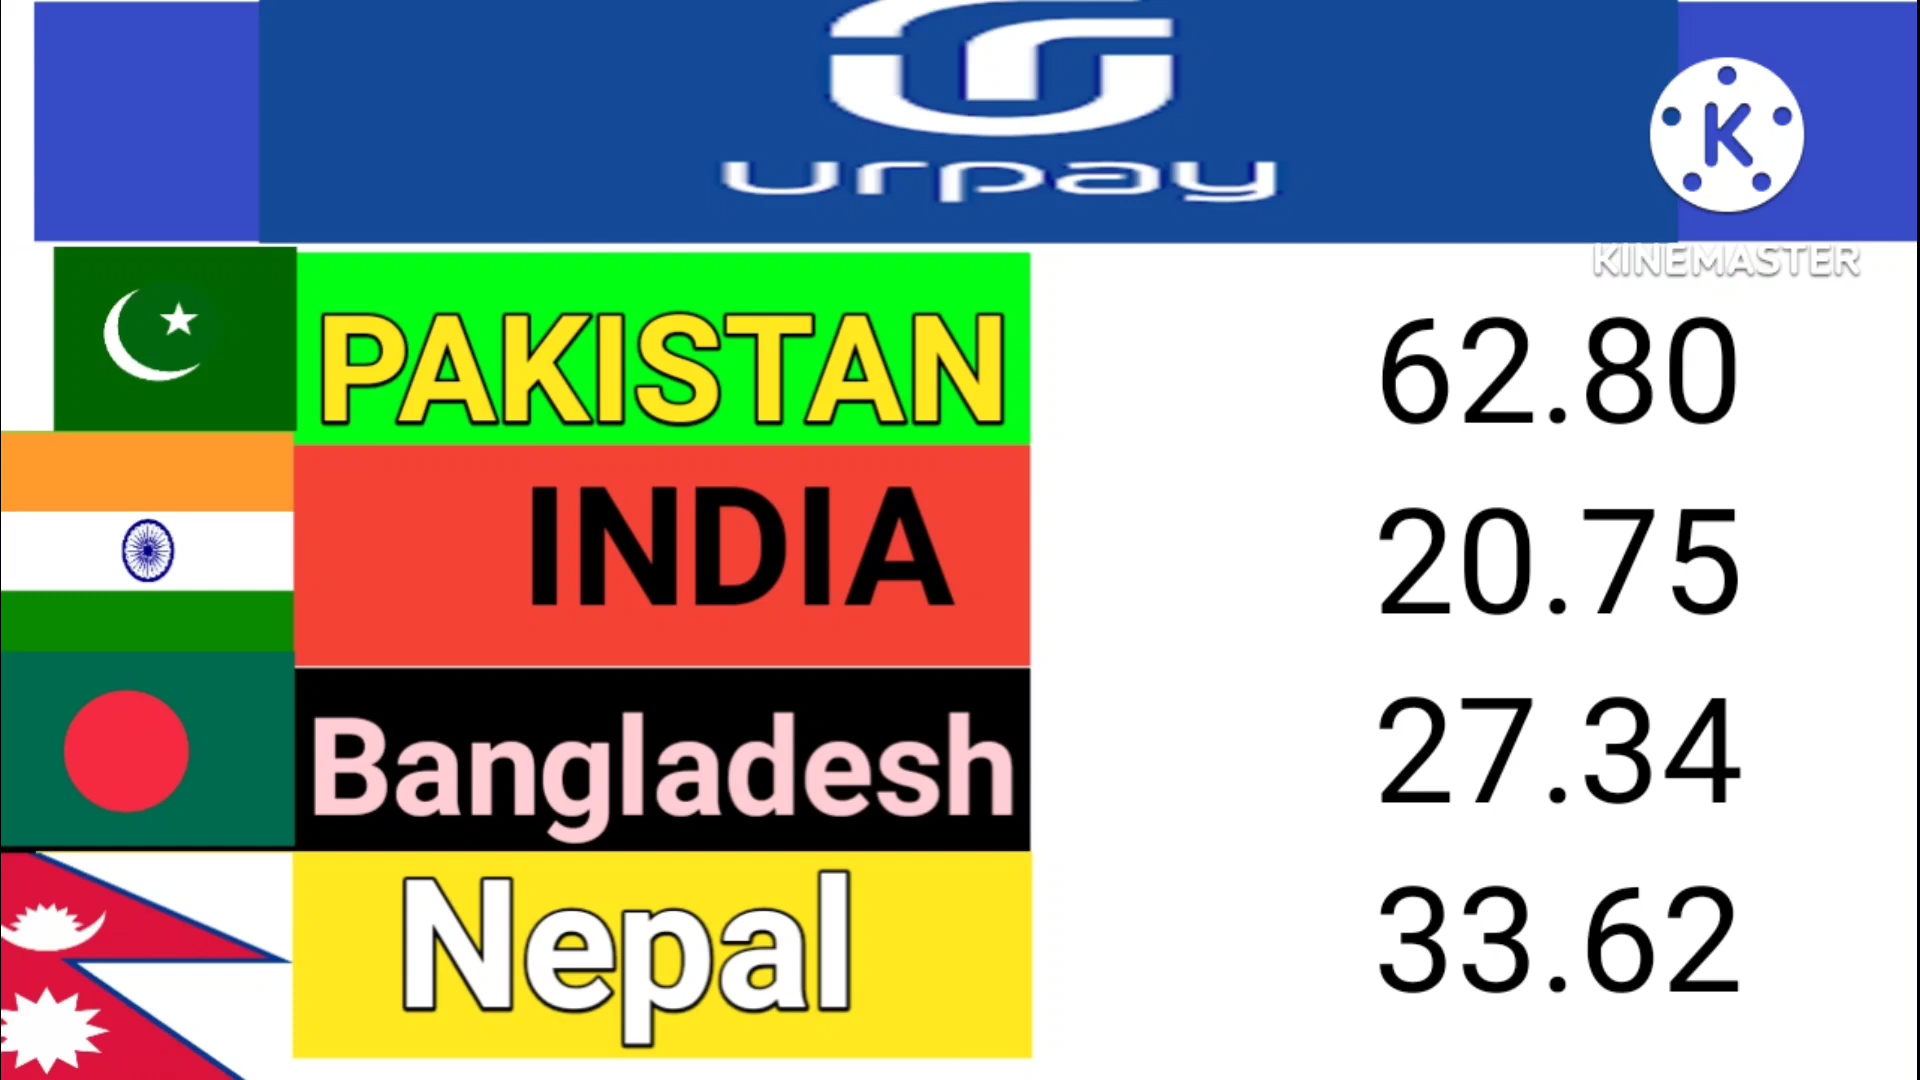 urpay
K
KINEMASTER
PAKISTAN 62.80
INDIA 20.75
Bangladesh 27.34
Nepal 33.62